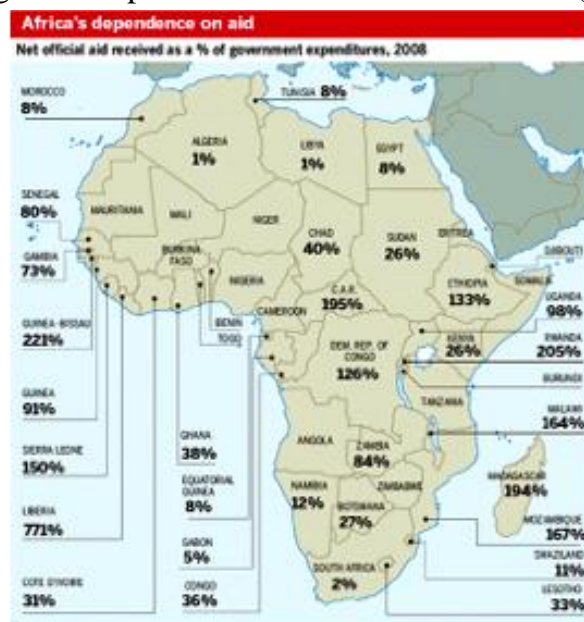 Africa's dependence on aid
Net official aid received as a % of government expenditures, 2008
MOROCCO
8%
TUNISIA 8%
ALGERIA
1%
LIBYA
1%
EGYPT
8%
SENEGAL
80%
MAURITANIA
MALI
NIGER
CHAD
40%
SUDAN
26%
ERITREA
DJIBOUTI
GAMBIA
73%
BURKINA
FASO
NIGERIA
C.A.R.
195%
ETHIOPIA
133%
SOMALIA
UGANDA
98%
GUINEA-BISSAU
221%
BENIN
TOGO
CAMEROON
DEM. REP. OF
CONGO
126%
KENYA
26%
RWANDA
205%
BURUNDI
GUINEA
91%
TANZANIA
MALAWI
164%
SIERRA LEONE
150%
GHANA
38%
ANGOLA
ZAMBIA
84%
EQUATORIAL
GUINEA
8%
NAMIBIA
12%
ZIMBABWE
MADAGASCAR
194%
LIBERIA
771%
BOTSWANA
27%
MOZAMBIQUE
167%
GABON
5%
SOUTH AFRICA
2%
SWAZILAND
11%
COTE D'IVOIRE
31%
CONGO
36%
LESOTHO
33%